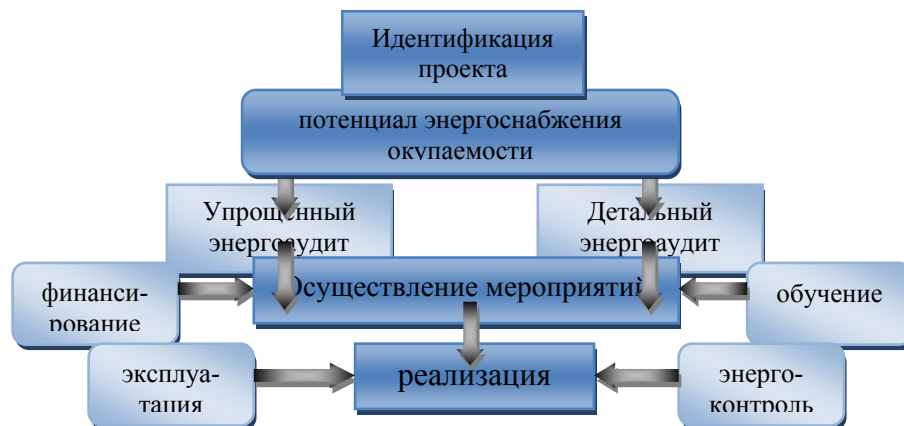 Идентификация
проекта
потенциал энергоснабжения
окупаемости
Упрощенный
энергоаудит
Детальный
энергоаудит
финанси-
рование
Осуществление мероприятий
обучение
эксплуа-
тация
реализация
энерго-
контроль